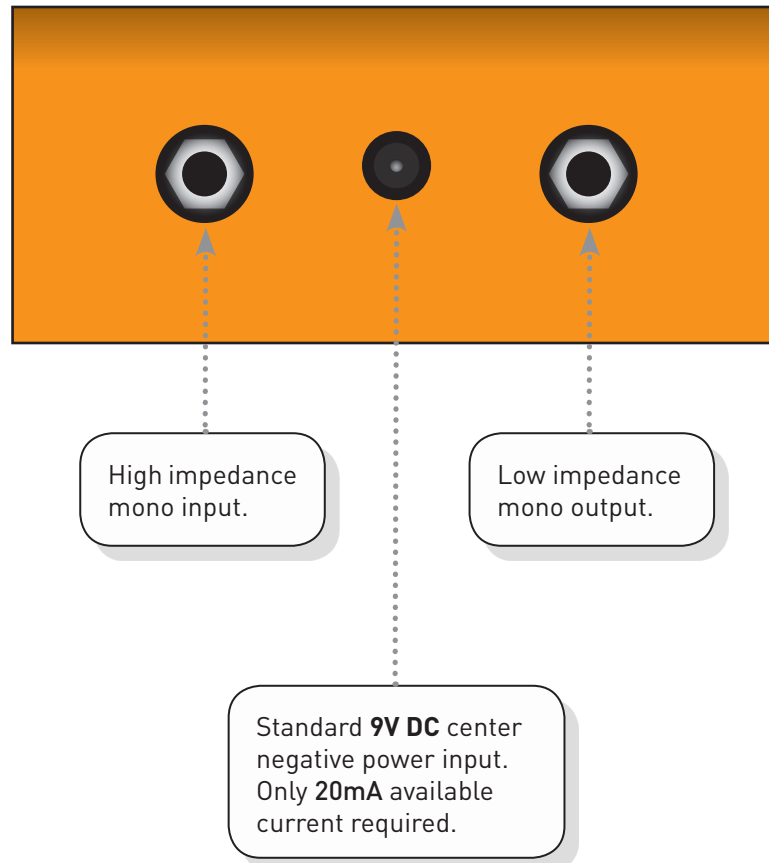 High impedance
mono input.
Low impedance
mono output.
Standard 9V DC center
negative power input.
Only 20mA available
current required.